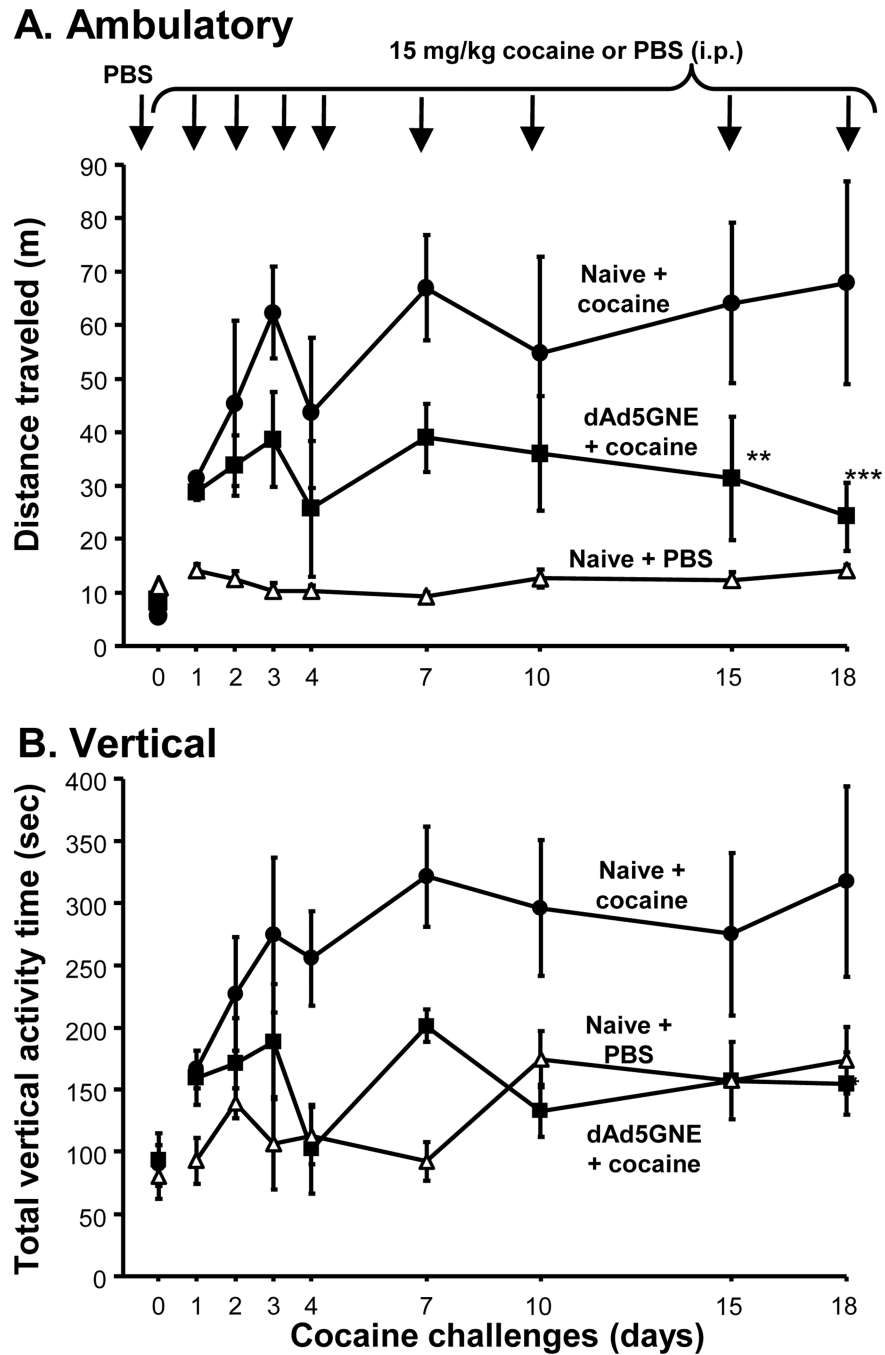 A. Ambulatory
15 mg/kg cocaine or PBS (i.p.)
PBS
90
80
70
60
50
40
30
20
10
0
Distance traveled (m)
Naive +
cocaine
dAd5GNE
+ cocaine
**
***
Naive + PBS
0 1 2 3 4 7 10 15 18
B. Vertical
400
350
300
250
200
150
100
50
0
Total vertical activity time (sec)
Naive +
cocaine
Naive +
PBS
*
dAd5GNE
+ cocaine
0 1 2 3 4 7 10 15 18
Cocaine challenges (days)